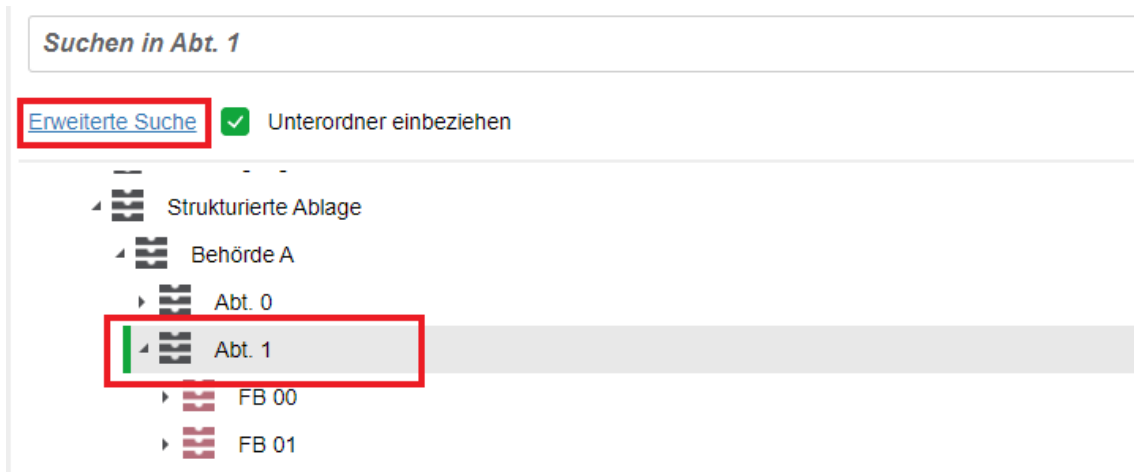 Suchen in Abt. 1
Erweiterte Suche Unterordner einbeziehen
Strukturierte Ablage
Behörde A
Abt. 0
Abt. 1
FB 00
FB 01